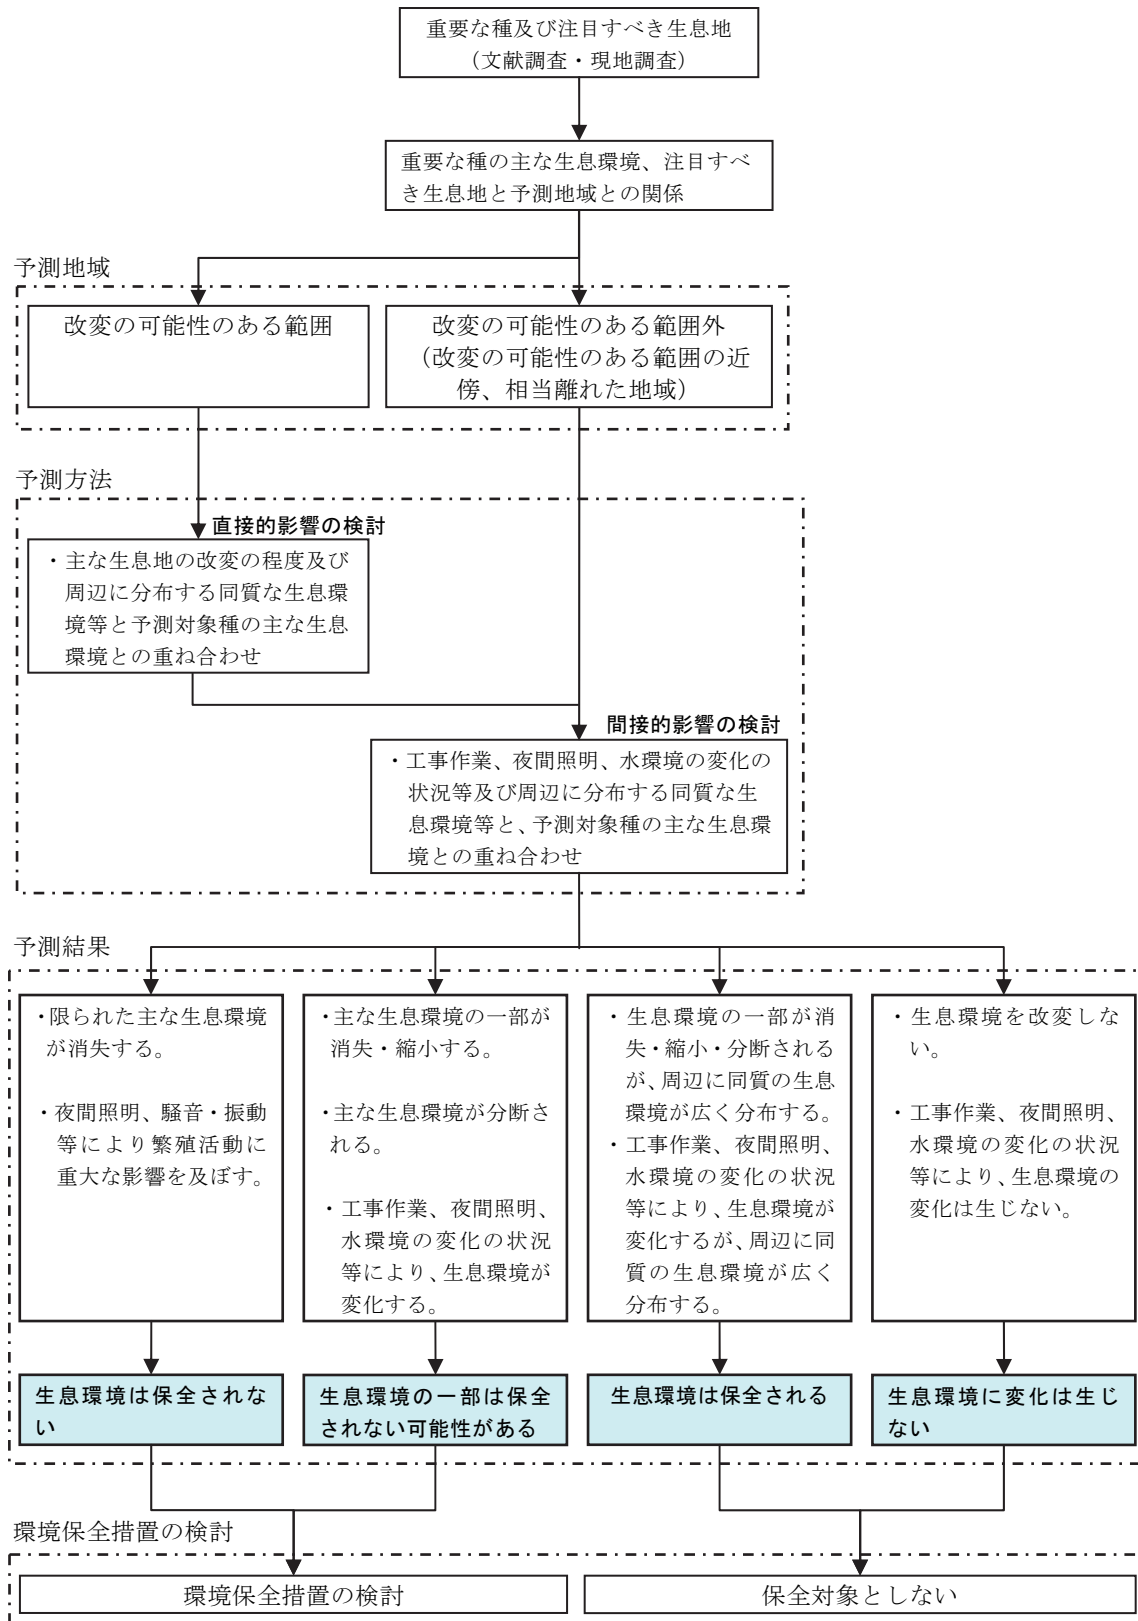 重要な種及び注目すべき生息地
（文献調査・現地調査）
重要な種の主な生息環境、注目すべ
き生息地と予測地域との関係
予測地域
改変の可能性のある範囲
改変の可能性のある範囲外
（改変の可能性のある範囲の近
傍、相当離れた地域）
予測方法
直接的影響の検討
・主な生息地の改変の程度及び
周辺に分布する同質な生息環
境等と予測対象種の主な生息
環境との重ね合わせ
間接的影響の検討
・工事作業、夜間照明、水環境の変化の
状況等及び周辺に分布する同質な生
息環境等と、予測対象種の主な生息環
境との重ね合わせ
予測結果
・限られた主な生息環境
が消失する。
・夜間照明、騒音・振動
等により繁殖活動に
重大な影響を及ぼす。
・主な生息環境の一部が
消失・縮小する。
・主な生息環境が分断さ
れる。
・工事作業、夜間照明、
水環境の変化の状況
等により、生息環境が
変化する。
・生息環境の一部が消
失・縮小・分断される
が、周辺に同質の生息
環境が広く分布する。
・工事作業、夜間照明、
水環境の変化の状況
等により、生息環境が
変化するが、周辺に同
質の生息環境が広く
分布する。
・生息環境を改変しな
い。
・工事作業、夜間照明、
水環境の変化の状況
等により、生息環境の
変化は生じない。
生息環境は保全されな
い
生息環境の一部は保全
されない可能性がある
生息環境は保全される
生息環境に変化は生じ
ない
環境保全措置の検討
環境保全措置の検討
保全対象としない